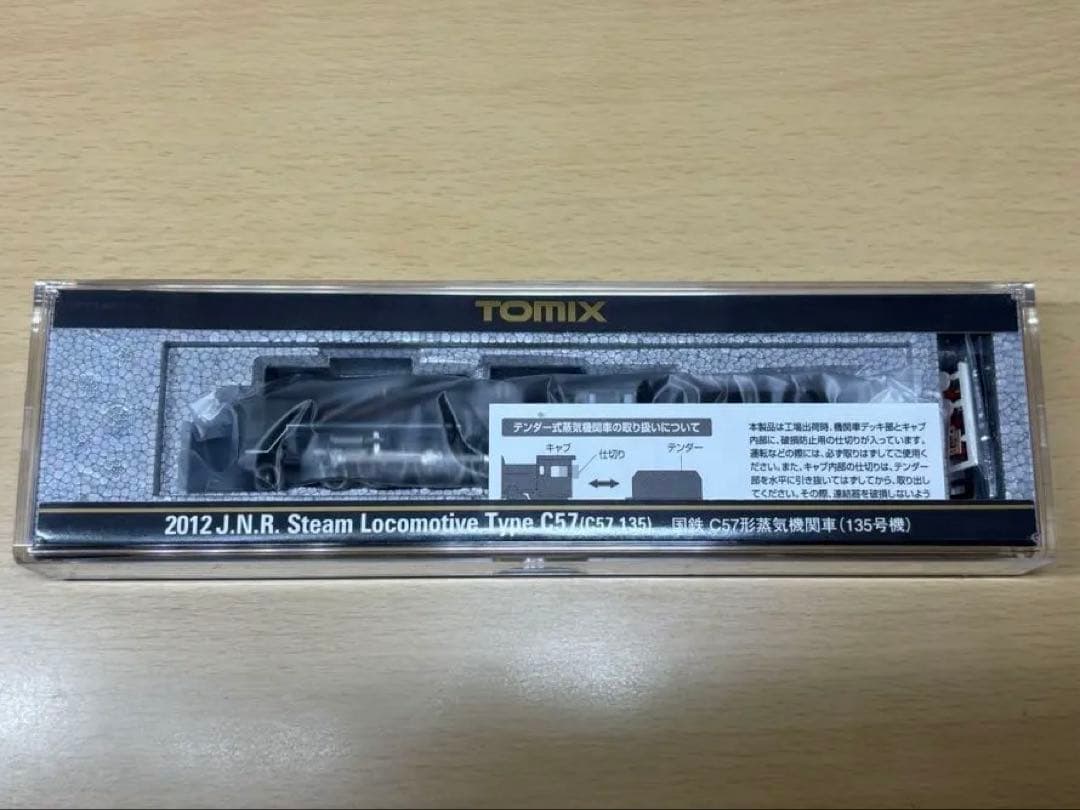 TOMIX
テンダー式蒸気機関車の取り扱いについて
キャブ
仕切り
テンダー
本製品は工場出荷時、機関車デッキ部とキャブ
内部に、破損防止用の仕切りが入っています。
運転などの際には、必ず取りはずしてご使用く
ださい。また、キャブ内部の仕切りは、テンダー
部を水平に引き抜いてはずしてから、取り出し
てください。その際、連結器を破損しないよう
2012 J.N.R. Steam Locomotive Type C57(C57 135) 国鉄 C57形蒸気機関車(135号機)